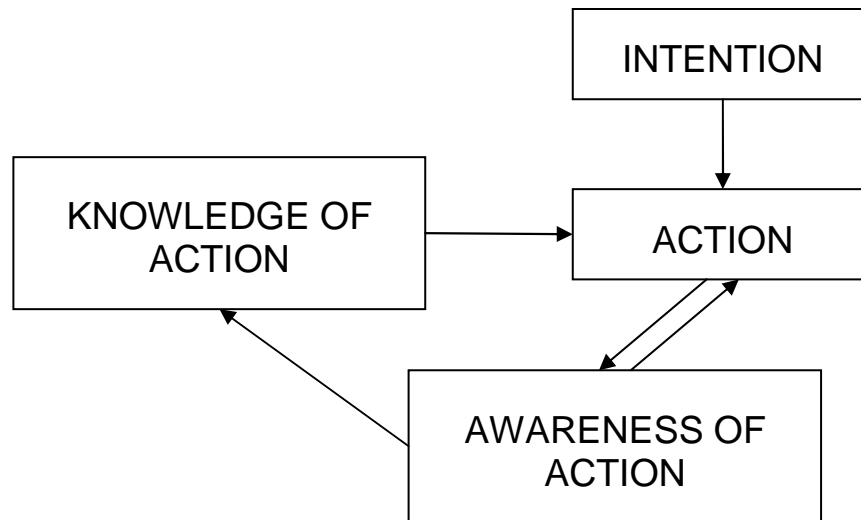 INTENTION
KNOWLEDGE OF
ACTION
ACTION
AWARENESS OF
ACTION